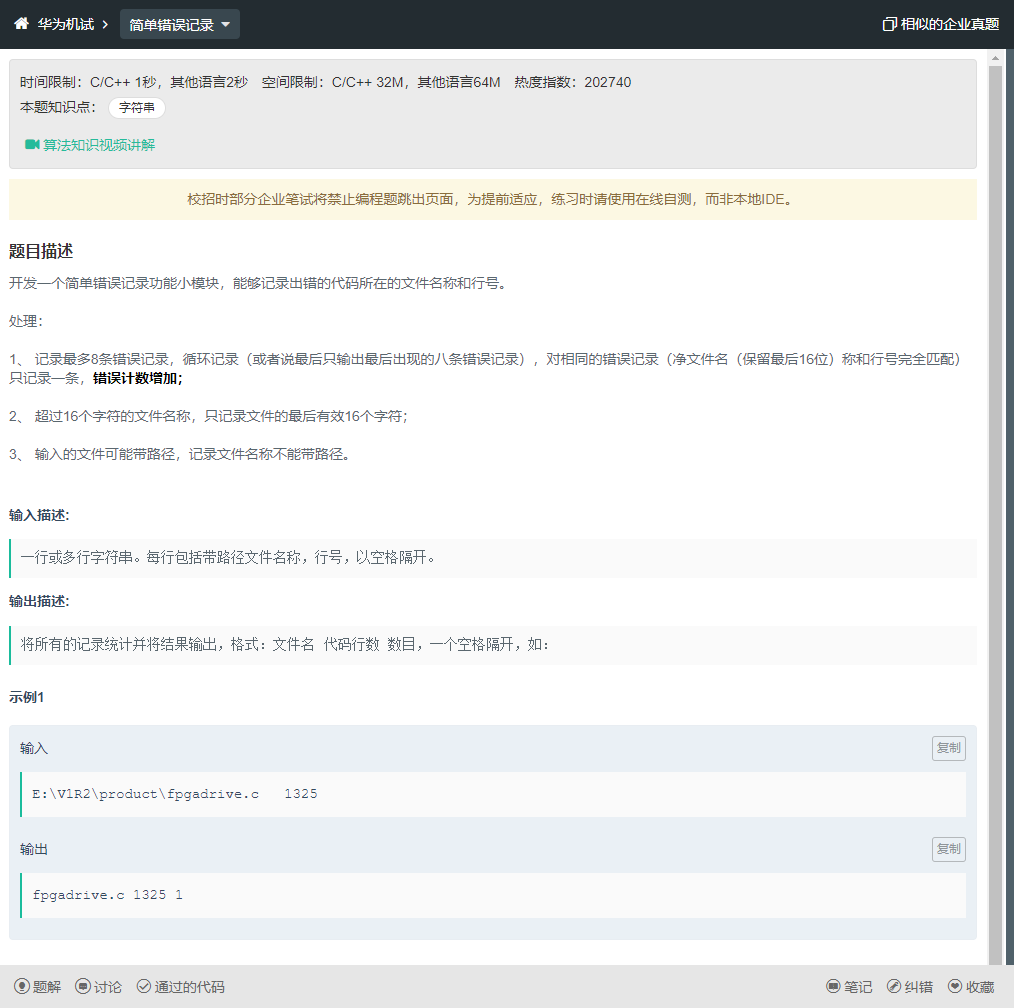 华为机试 > 简单错误记录 相似的企业真题
时间限制：C/C++ 1秒，其他语言2秒 空间限制：C/C++ 32M，其他语言64M 热度指数：202740
本题知识点： 字符串
算法知识视频讲解
校招时部分企业笔试将禁止编程题跳出页面，为提前适应，练习时请使用在线自测，而非本地IDE。
题目描述
开发一个简单错误记录功能小模块，能够记录出错的代码所在的文件名称和行号。
处理：
1、 记录最多8条错误记录，循环记录（或者说最后只输出最后出现的八条错误记录），对相同的错误记录（净文件名（保留最后16位）称和行号完全匹配）
只记录一条，错误计数增加；
2、 超过16个字符的文件名称，只记录文件的最后有效16个字符；
3、 输入的文件可能带路径，记录文件名称不能带路径。
输入描述:
一行或多行字符串。每行包括带路径文件名称，行号，以空格隔开。
输出描述:
将所有的记录统计并将结果输出，格式：文件名 代码行数 数目，一个空格隔开，如：
示例1
输入 复制
E:\V1R2\product\fpgadrive.c   1325
输出 复制
fpgadrive.c 1325 1
题解 讨论 通过的代码 笔记 纠错 收藏